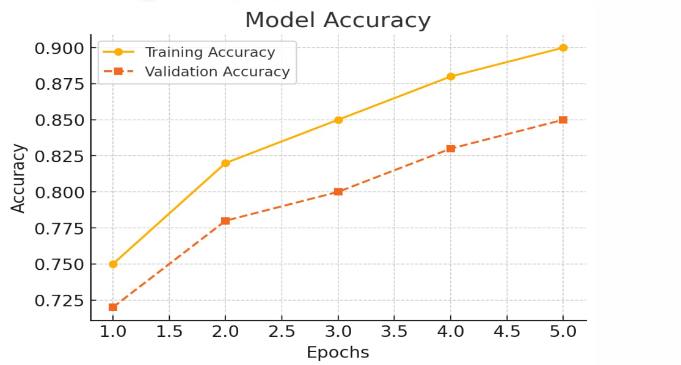 Model Accuracy
Training Accuracy
Validation Accuracy
0.900
0.875
0.850
0.825
0.800
0.775
0.750
0.725
Accuracy
1.0 1.5 2.0 2.5 3.0 3.5 4.0 4.5 5.0
Epochs